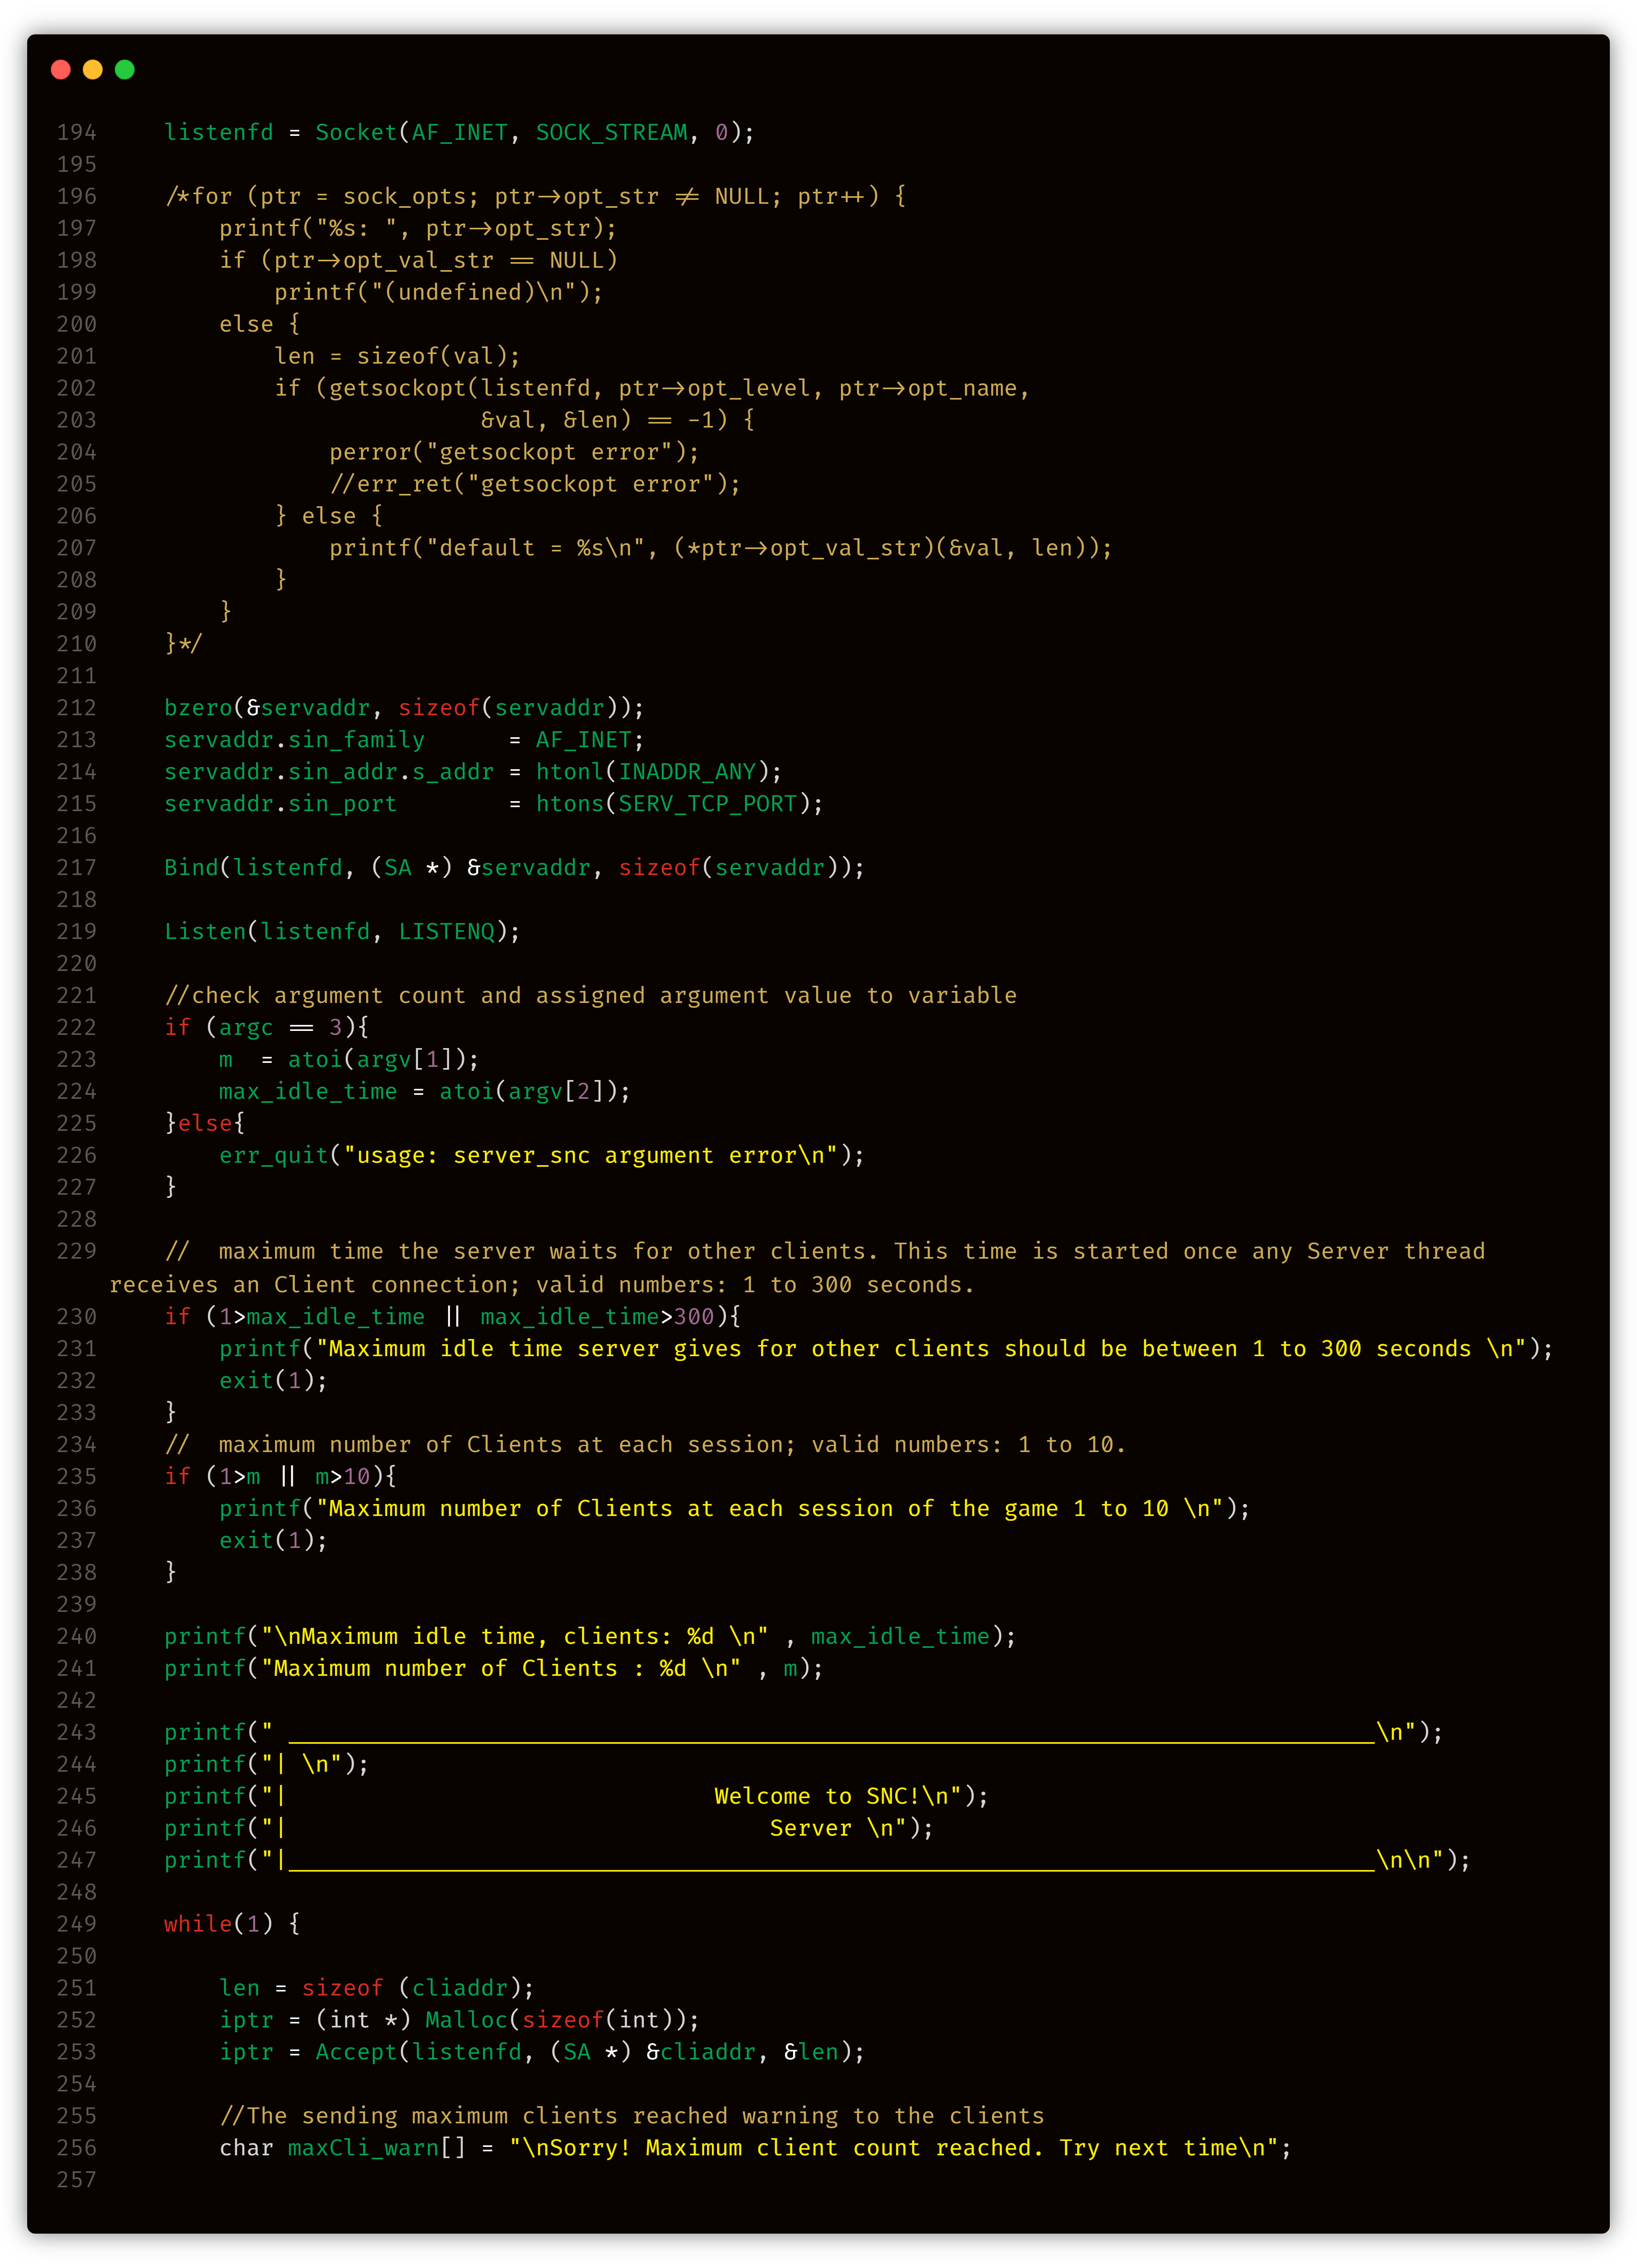 194     listenfd = Socket(AF_INET, SOCK_STREAM, 0);
195
196     /*for (ptr = sock_opts; ptr->opt_str != NULL; ptr++) {
197         printf("%s: ", ptr->opt_str);
198         if (ptr->opt_val_str == NULL)
199             printf("(undefined)\n");
200         else {
201             len = sizeof(val);
202             if (getsockopt(listenfd, ptr->opt_level, ptr->opt_name,
203                            &val, &len) == -1) {
204                 perror("getsockopt error");
205                 //err_ret("getsockopt error");
206             } else {
207                 printf("default = %s\n", (*ptr->opt_val_str)(&val, len));
208             }
209         }
210     }*/
211
212     bzero(&servaddr, sizeof(servaddr));
213     servaddr.sin_family      = AF_INET;
214     servaddr.sin_addr.s_addr = htonl(INADDR_ANY);
215     servaddr.sin_port        = htons(SERV_TCP_PORT);
216
217     Bind(listenfd, (SA *) &servaddr, sizeof(servaddr));
218
219     Listen(listenfd, LISTENQ);
220
221     //check argument count and assigned argument value to variable
222     if (argc == 3){
223         m  = atoi(argv[1]);
224         max_idle_time = atoi(argv[2]);
225     }else{
226         err_quit("usage: server_snc argument error\n");
227     }
228
229     //  maximum time the server waits for other clients. This time is started once any Server thread
receives an Client connection; valid numbers: 1 to 300 seconds.
230     if (1>max_idle_time || max_idle_time>300){
231         printf("Maximum idle time server gives for other clients should be between 1 to 300 seconds \n");
232         exit(1);
233     }
234     //  maximum number of Clients at each session; valid numbers: 1 to 10.
235     if (1>m || m>10){
236         printf("Maximum number of Clients at each session of the game 1 to 10 \n");
237         exit(1);
238     }
239
240     printf("\nMaximum idle time, clients: %d \n" , max_idle_time);
241     printf("Maximum number of Clients : %d \n" , m);
242
243     printf(" _______________________________________________________________________________\n");
244     printf("| \n");
245     printf("|                               Welcome to SNC!\n");
246     printf("|                                   Server \n");
247     printf("|_______________________________________________________________________________\n\n");
248
249     while(1) {
250
251         len = sizeof (cliaddr);
252         iptr = (int *) Malloc(sizeof(int));
253         iptr = Accept(listenfd, (SA *) &cliaddr, &len);
254
255         //The sending maximum clients reached warning to the clients
256         char maxCli_warn[] = "\nSorry! Maximum client count reached. Try next time\n";
257